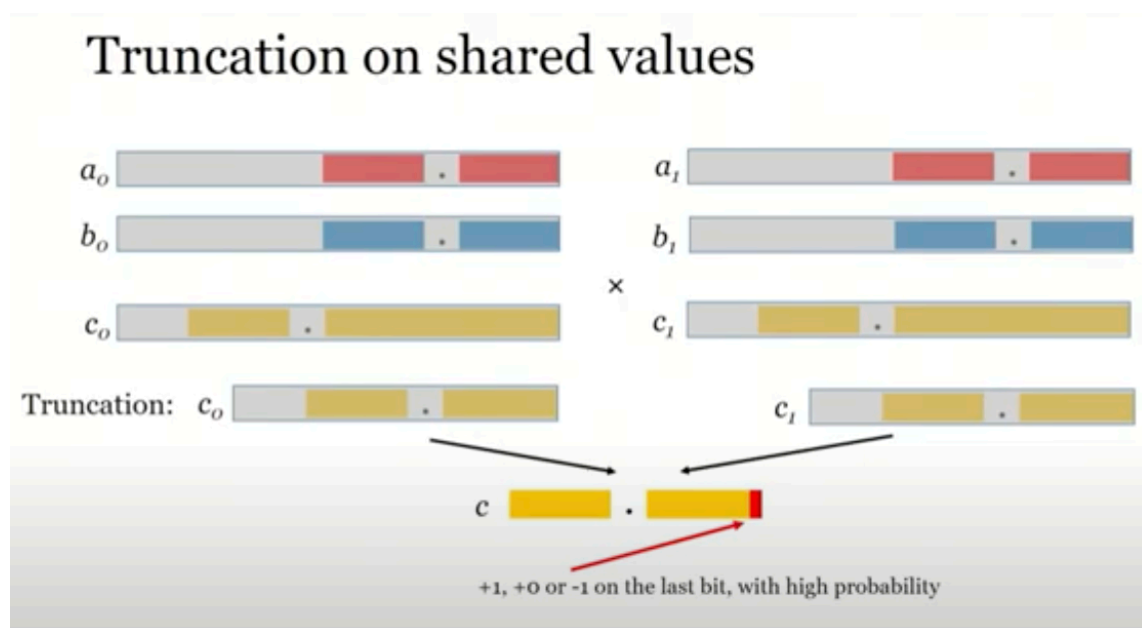 Truncation on shared values
a₀
a₁
b₀
b₁
×
c₀
c₁
Truncation: c₀
c₁
c
+1, +0 or -1 on the last bit, with high probability